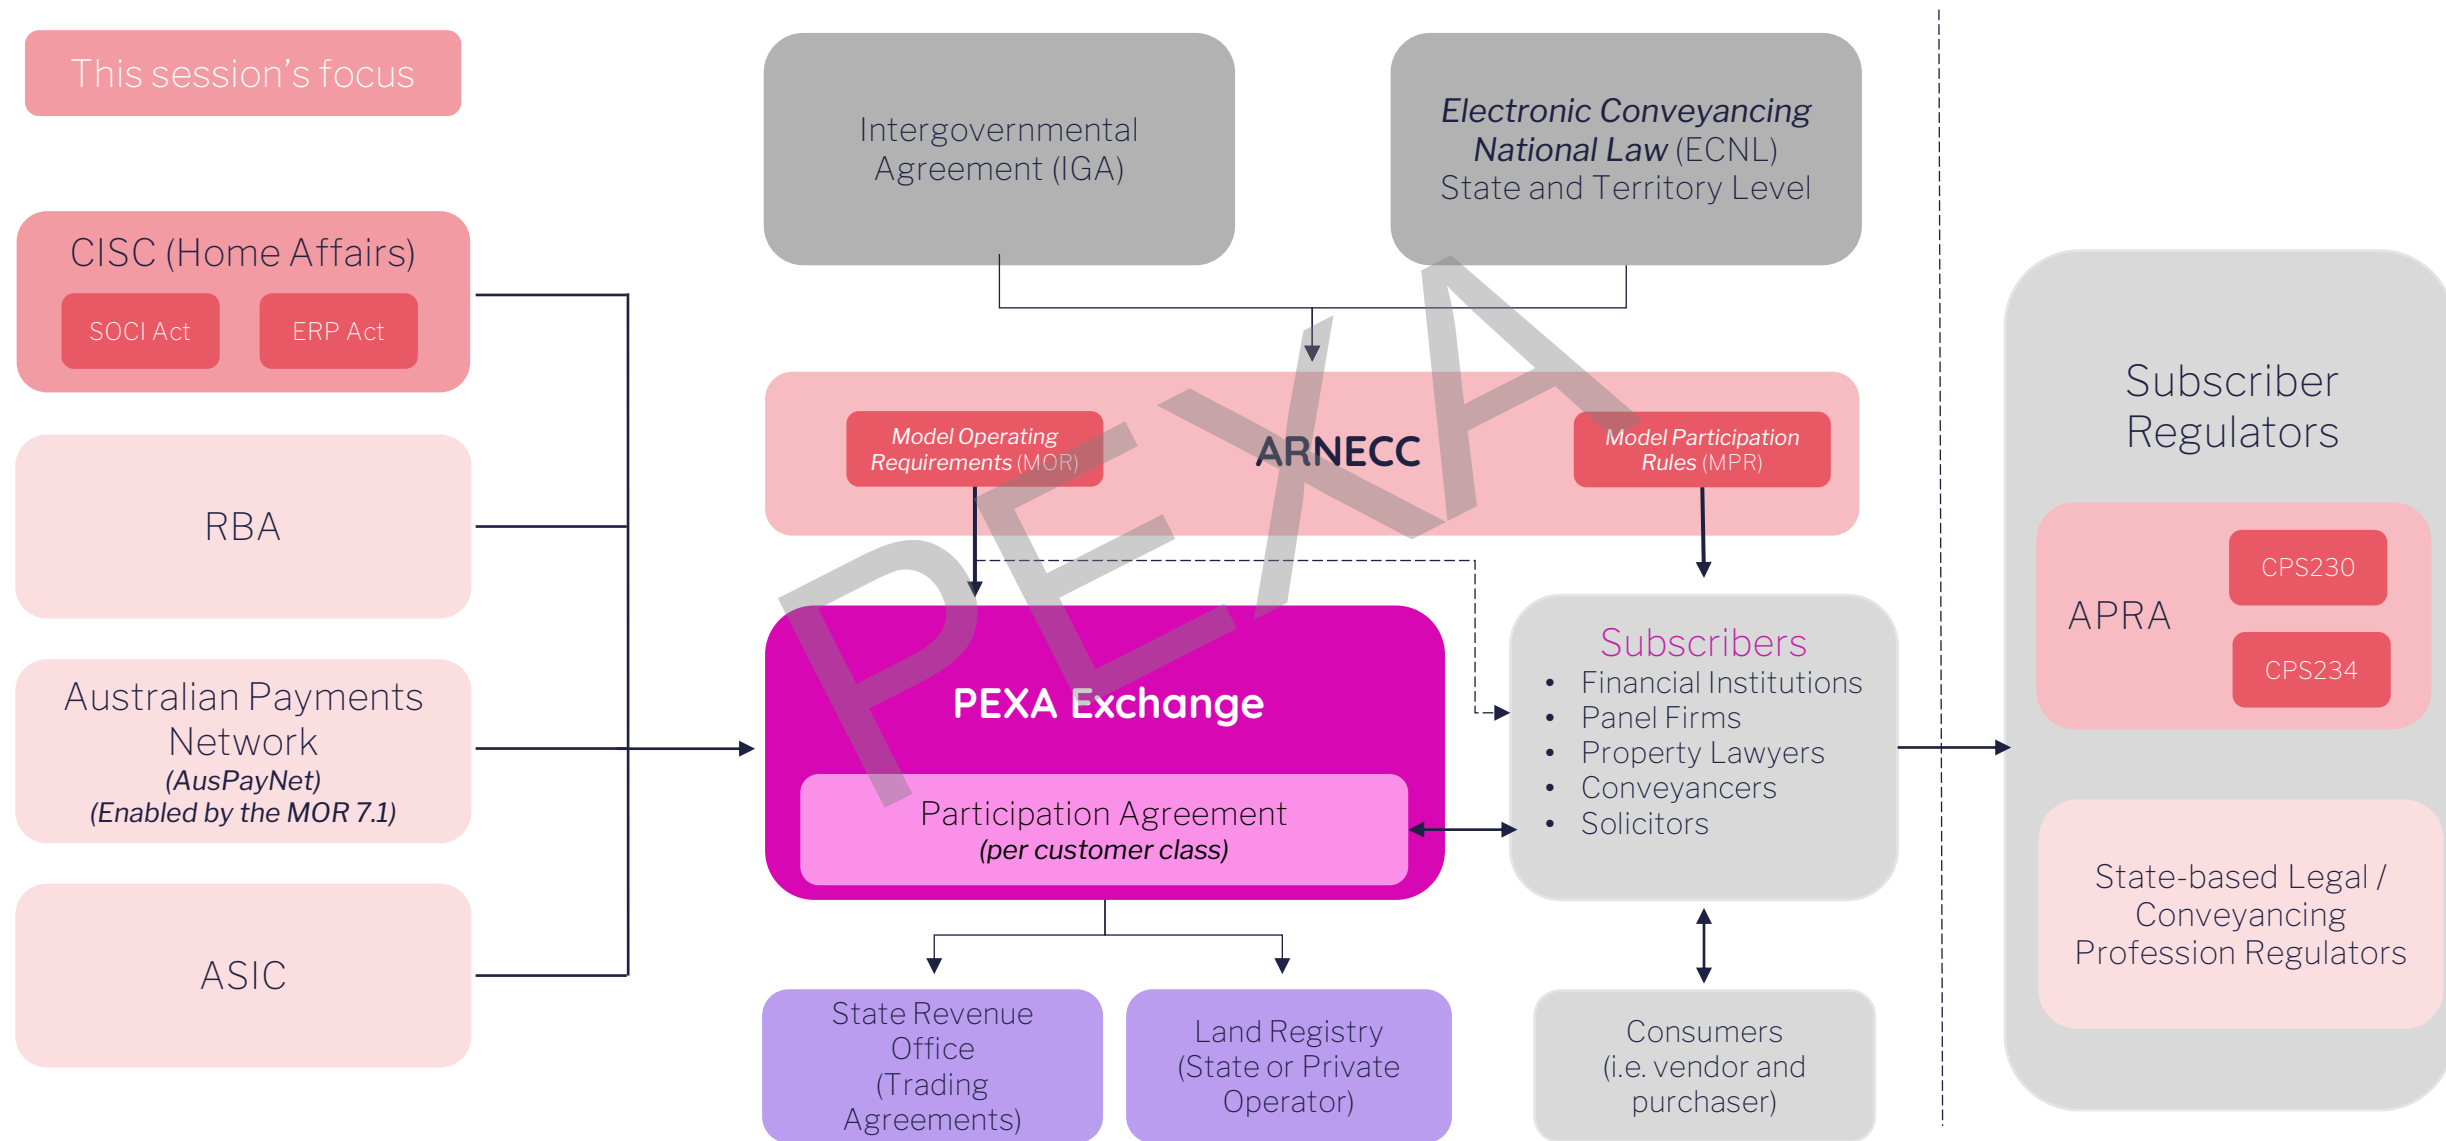 This session's focus
CISC (Home Affairs)
SOCI Act
ERP Act
RBA
Australian Payments
Network
(AusPayNet)
(Enabled by the MOR 7.1)
ASIC
Intergovernmental
Agreement (IGA)
Electronic Conveyancing
National Law (ECNL)
State and Territory Level
Model Operating
Requirements (MOR)
ARNECC
Model Participation
Rules (MPR)
PEXA
PEXA Exchange
Participation Agreement
(per customer class)
Subscribers
• Financial Institutions
• Panel Firms
• Property Lawyers
• Conveyancers
• Solicitors
State Revenue
Office
(Trading
Agreements)
Land Registry
(State or Private
Operator)
Consumers
(i.e. vendor and
purchaser)
Subscriber
Regulators
APRA
CPS230
CPS234
State-based Legal /
Conveyancing
Profession Regulators